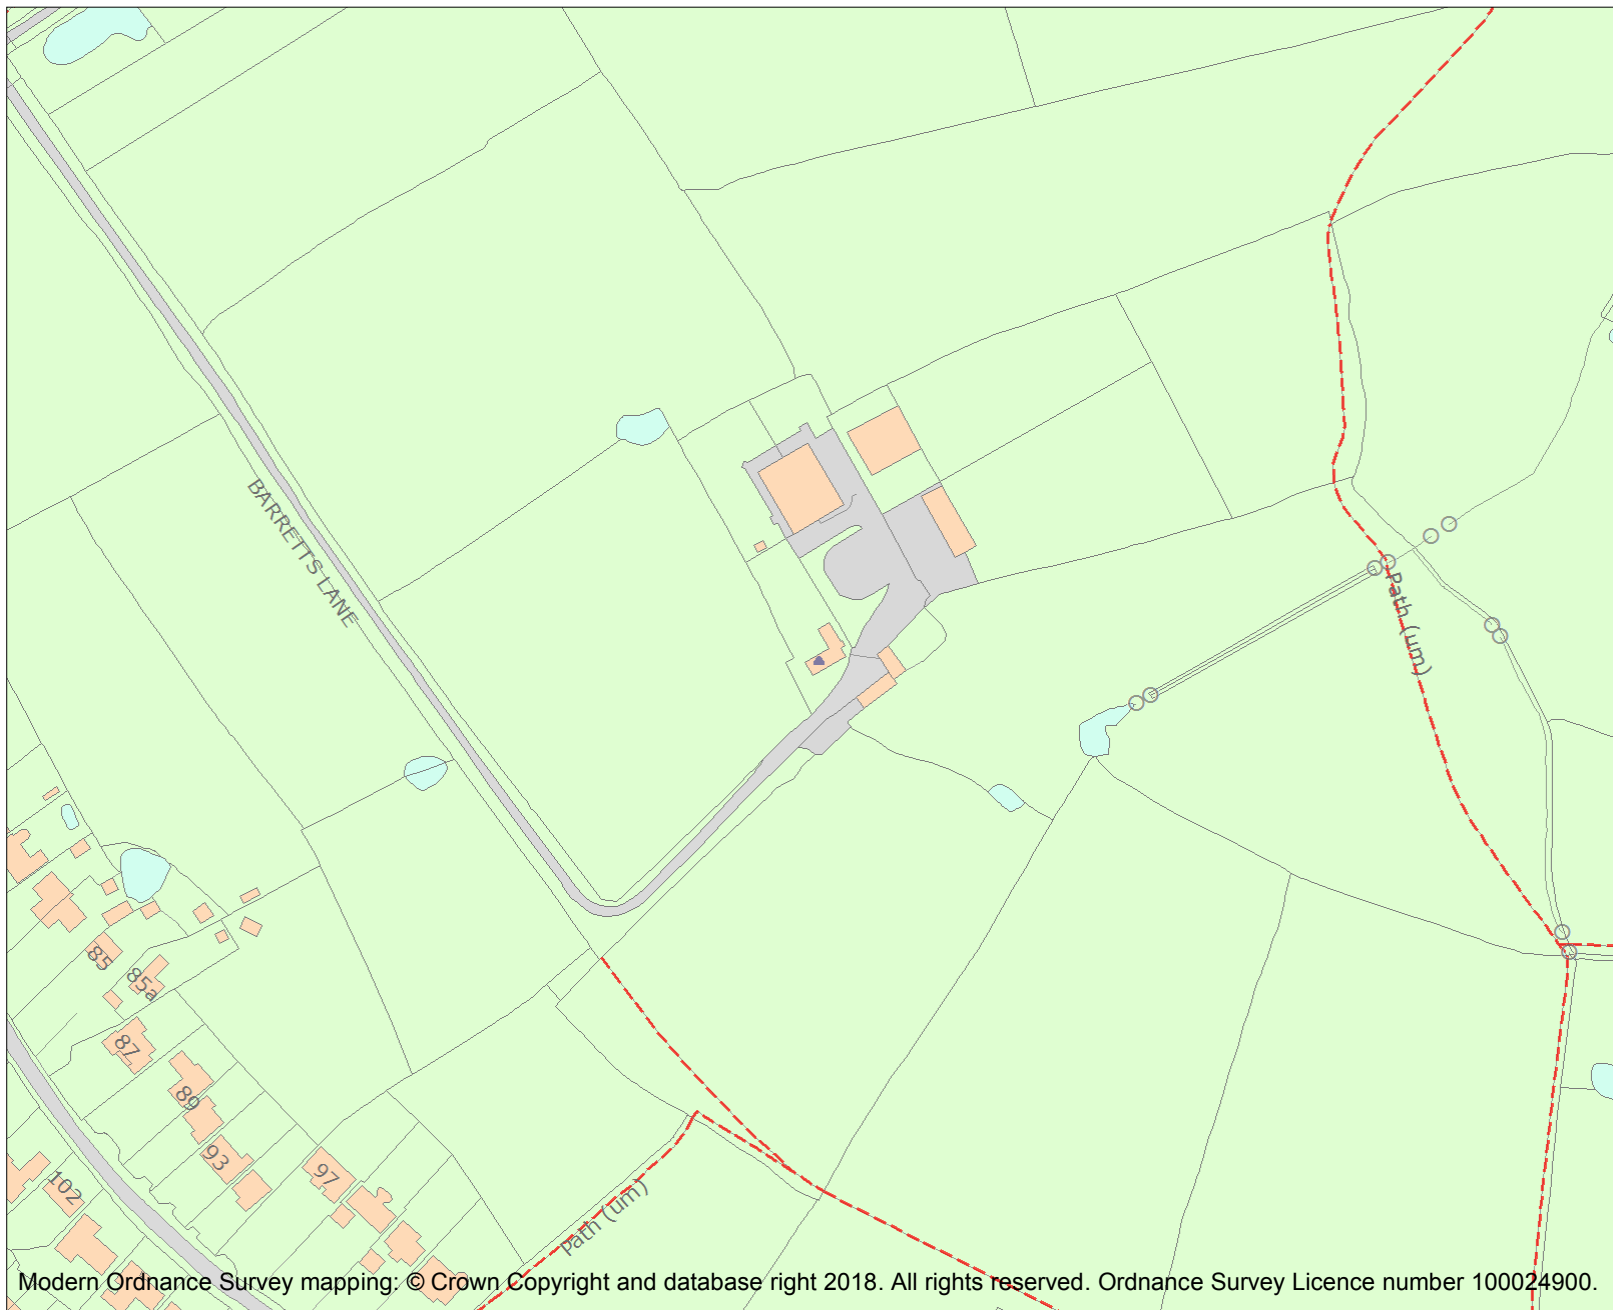 BARRETTS LANE
Path (um)
85
85a
87
89
93
97
102
Path (um)
Modern Ordnance Survey mapping: © Crown Copyright and database right 2018. All rights reserved. Ordnance Survey Licence number 100024900.